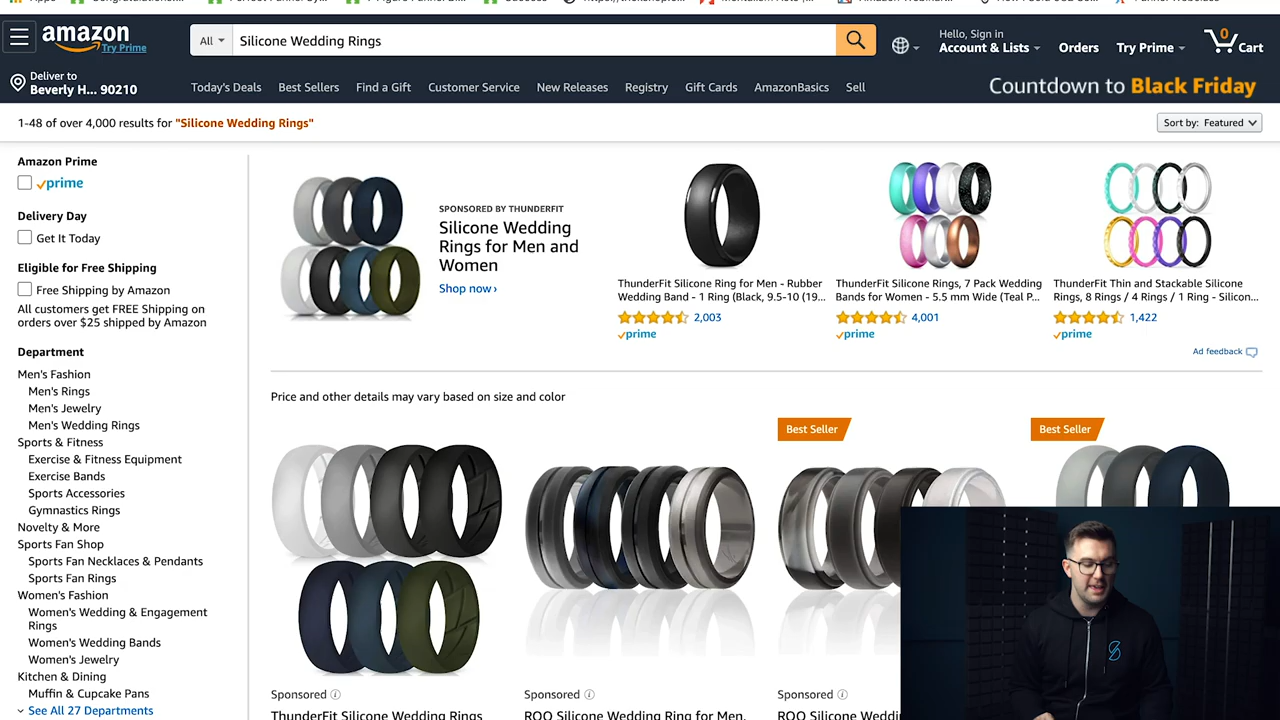 amazon
Try Prime
All
Silicone Wedding Rings
Hello, Sign in
Account & Lists
Orders
Try Prime
0
Cart
Deliver to
Beverly H... 90210
Today's Deals
Best Sellers
Find a Gift
Customer Service
New Releases
Registry
Gift Cards
AmazonBasics
Sell
Countdown to Black Friday
1-48 of over 4,000 results for "Silicone Wedding Rings"
Sort by: Featured
Amazon Prime
prime
Delivery Day
Get It Today
Eligible for Free Shipping
Free Shipping by Amazon
All customers get FREE Shipping on
orders over $25 shipped by Amazon
Department
Men's Fashion
Men's Rings
Men's Jewelry
Men's Wedding Rings
Sports & Fitness
Exercise & Fitness Equipment
Exercise Bands
Sports Accessories
Gymnastics Rings
Novelty & More
Sports Fan Shop
Sports Fan Necklaces & Pendants
Sports Fan Rings
Women's Fashion
Women's Wedding & Engagement
Rings
Women's Wedding Bands
Women's Jewelry
Kitchen & Dining
Muffin & Cupcake Pans
See All 27 Departments
SPONSORED BY THUNDERFIT
Silicone Wedding
Rings for Men and
Women
Shop now ›
ThunderFit Silicone Ring for Men - Rubber
Wedding Band - 1 Ring (Black, 9.5-10 (19...
2,003
prime
ThunderFit Silicone Rings, 7 Pack Wedding
Bands for Women - 5.5 mm Wide (Teal P...
4,001
prime
ThunderFit Thin and Stackable Silicone
Rings, 8 Rings / 4 Rings / 1 Ring - Silicon...
1,422
prime
Ad feedback
Price and other details may vary based on size and color
Best Seller
Best Seller
Sponsored
ThunderFit Silicone Wedding Rings
Sponsored
ROQ Silicone Wedding Ring for Men,
Sponsored
ROQ Silicone